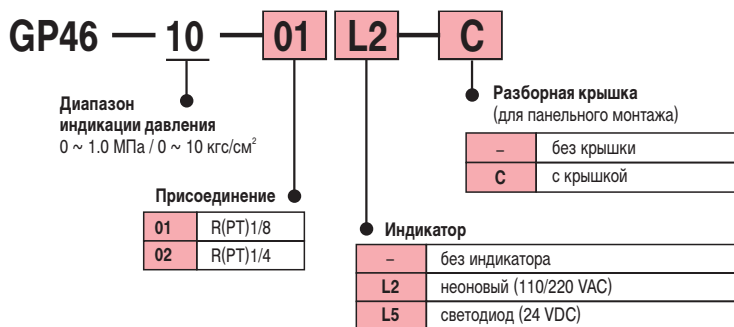 GP46 — 10 — 01 L2 — C
Диапазон
индикации давления
0 ~ 1.0 МПа / 0 ~ 10 кгс/см²
Присоединение
01 R(PT)1/8
02 R(PT)1/4
Разборная крышка
(для панельного монтажа)
– без крышки
C с крышкой
Индикатор
– без индикатора
L2 неоновый (110/220 VAC)
L5 светодиод (24 VDC)